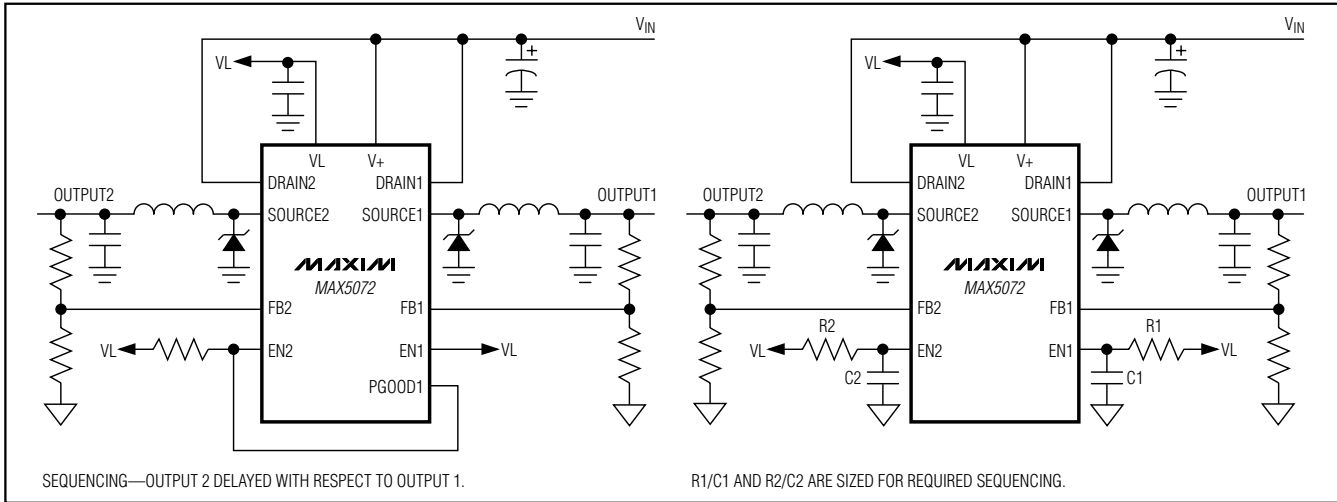 VIN
VL
VL
V+
DRAIN2
DRAIN1
OUTPUT2
OUTPUT1
SOURCE2
SOURCE1
MAXIM
MAX5072
FB2
FB1
VL
EN2
EN1
VL
PGOOD1
SEQUENCING—OUTPUT 2 DELAYED WITH RESPECT TO OUTPUT 1.
VIN
VL
VL
V+
DRAIN2
DRAIN1
OUTPUT2
OUTPUT1
SOURCE2
SOURCE1
MAXIM
MAX5072
FB2
FB1
R2
R1
VL
EN2
EN1
VL
C2
C1
R1/C1 AND R2/C2 ARE SIZED FOR REQUIRED SEQUENCING.